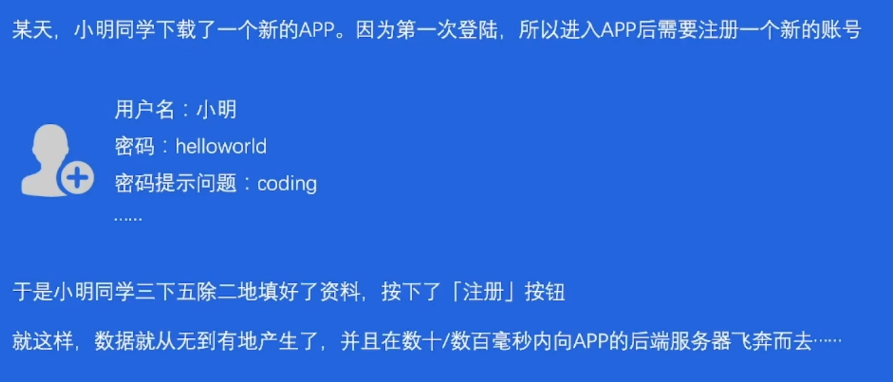 某天，小明同学下载了一个新的APP。因为第一次登陆，所以进入APP后需要注册一个新的账号
用户名：小明
密码：helloworld
密码提示问题：coding
······
于是小明同学三下五除二地填好了资料，按下了「注册」按钮
就这样，数据就从无到有地产生了，并且在数十/数百毫秒内向APP的后端服务器飞奔而去······